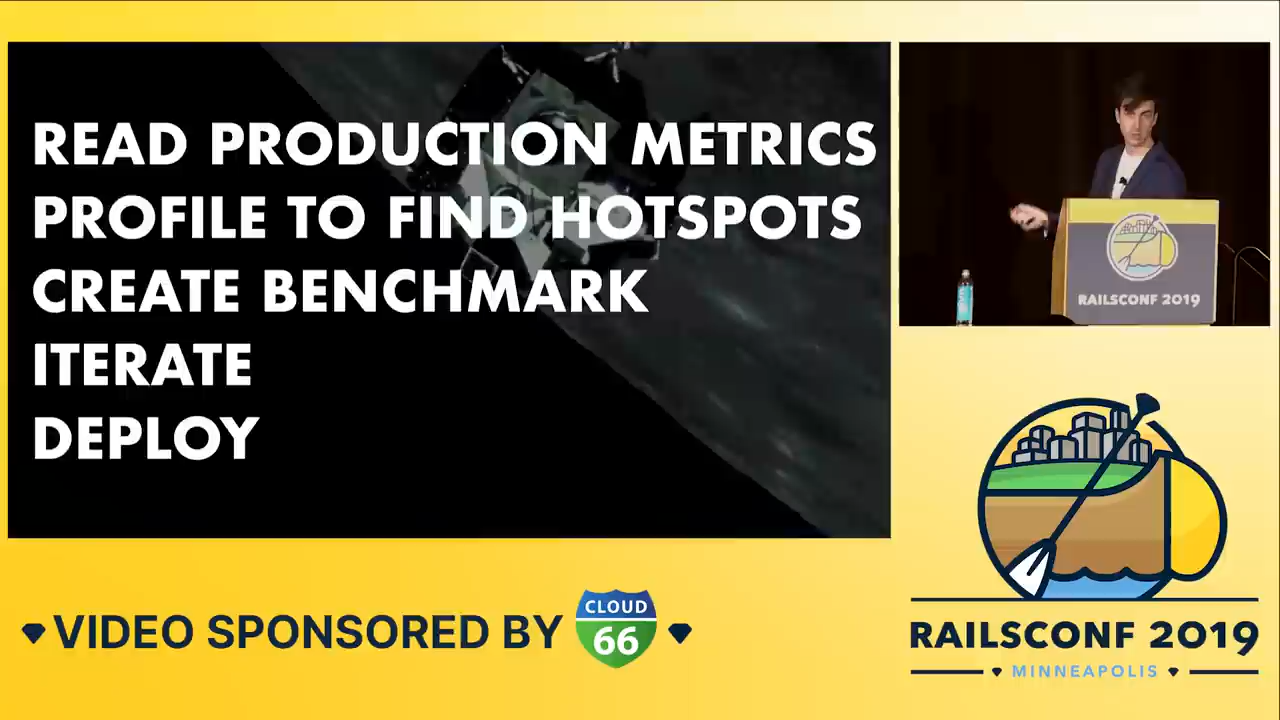 READ PRODUCTION METRICS
PROFILE TO FIND HOTSPOTS
CREATE BENCHMARK
ITERATE
DEPLOY
RAILSCONF 2019
VIDEO SPONSORED BY CLOUD 66
RAILSCONF 2019
MINNEAPOLIS